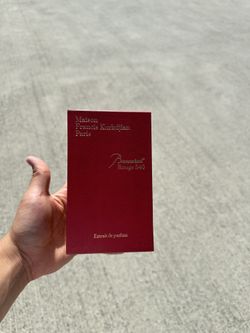 Maison
Francis Kurkdjian
Paris
Baccarat
Rouge 540
Extrait de parfum